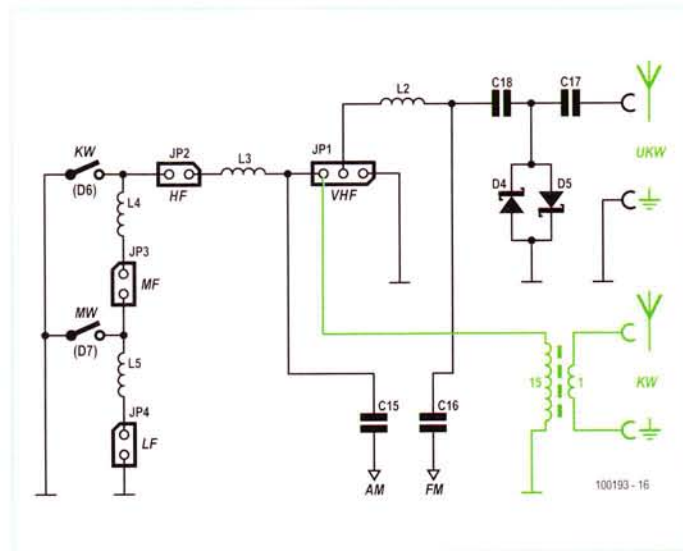 L2
C18
C17
UKW
D4
D5
KW
(D6)
JP2
HF
L3
JP1
VHF
L4
JP3
MF
MW
(D7)
L5
JP4
LF
C15
C16
AM
FM
15
1
KW
100193 - 16